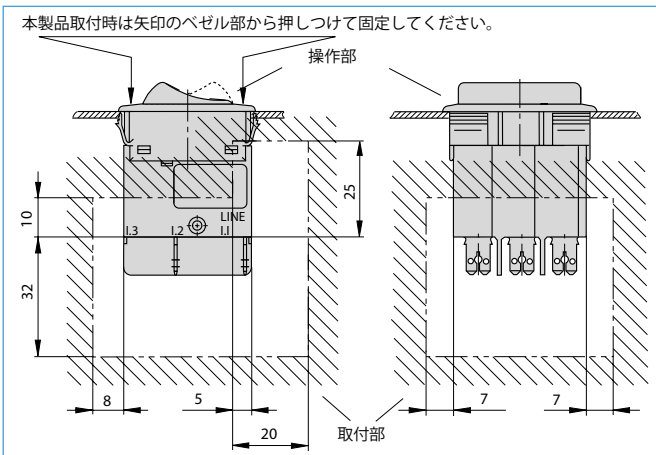 本製品取付時は矢印のベゼル部から押しつけて固定してください。
操作部
25
10
LINE
I.3 I.2 I.I
32
8 5 7 7
20 取付部